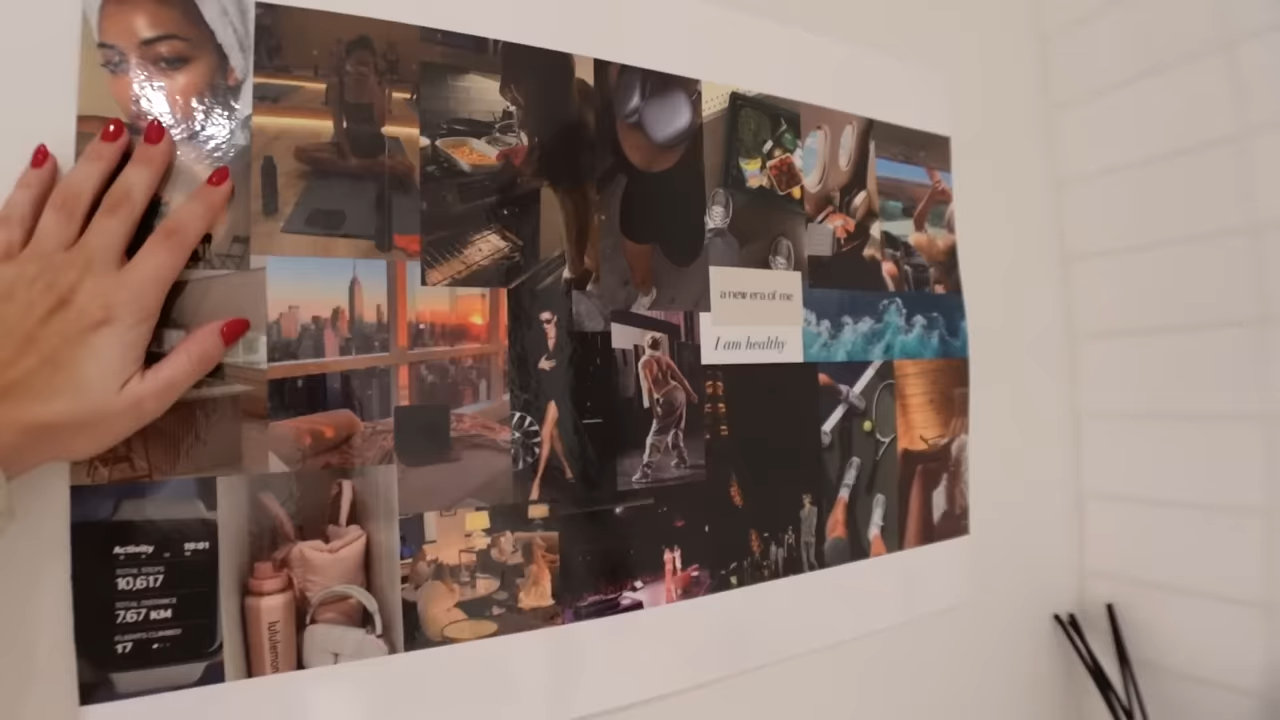 a new era of me
I am healthy
Activity 19:01
TOTAL STEPS
10,617
TOTAL DISTANCE
7.67 KM
FLIGHTS CLIMBED
17
lululemon